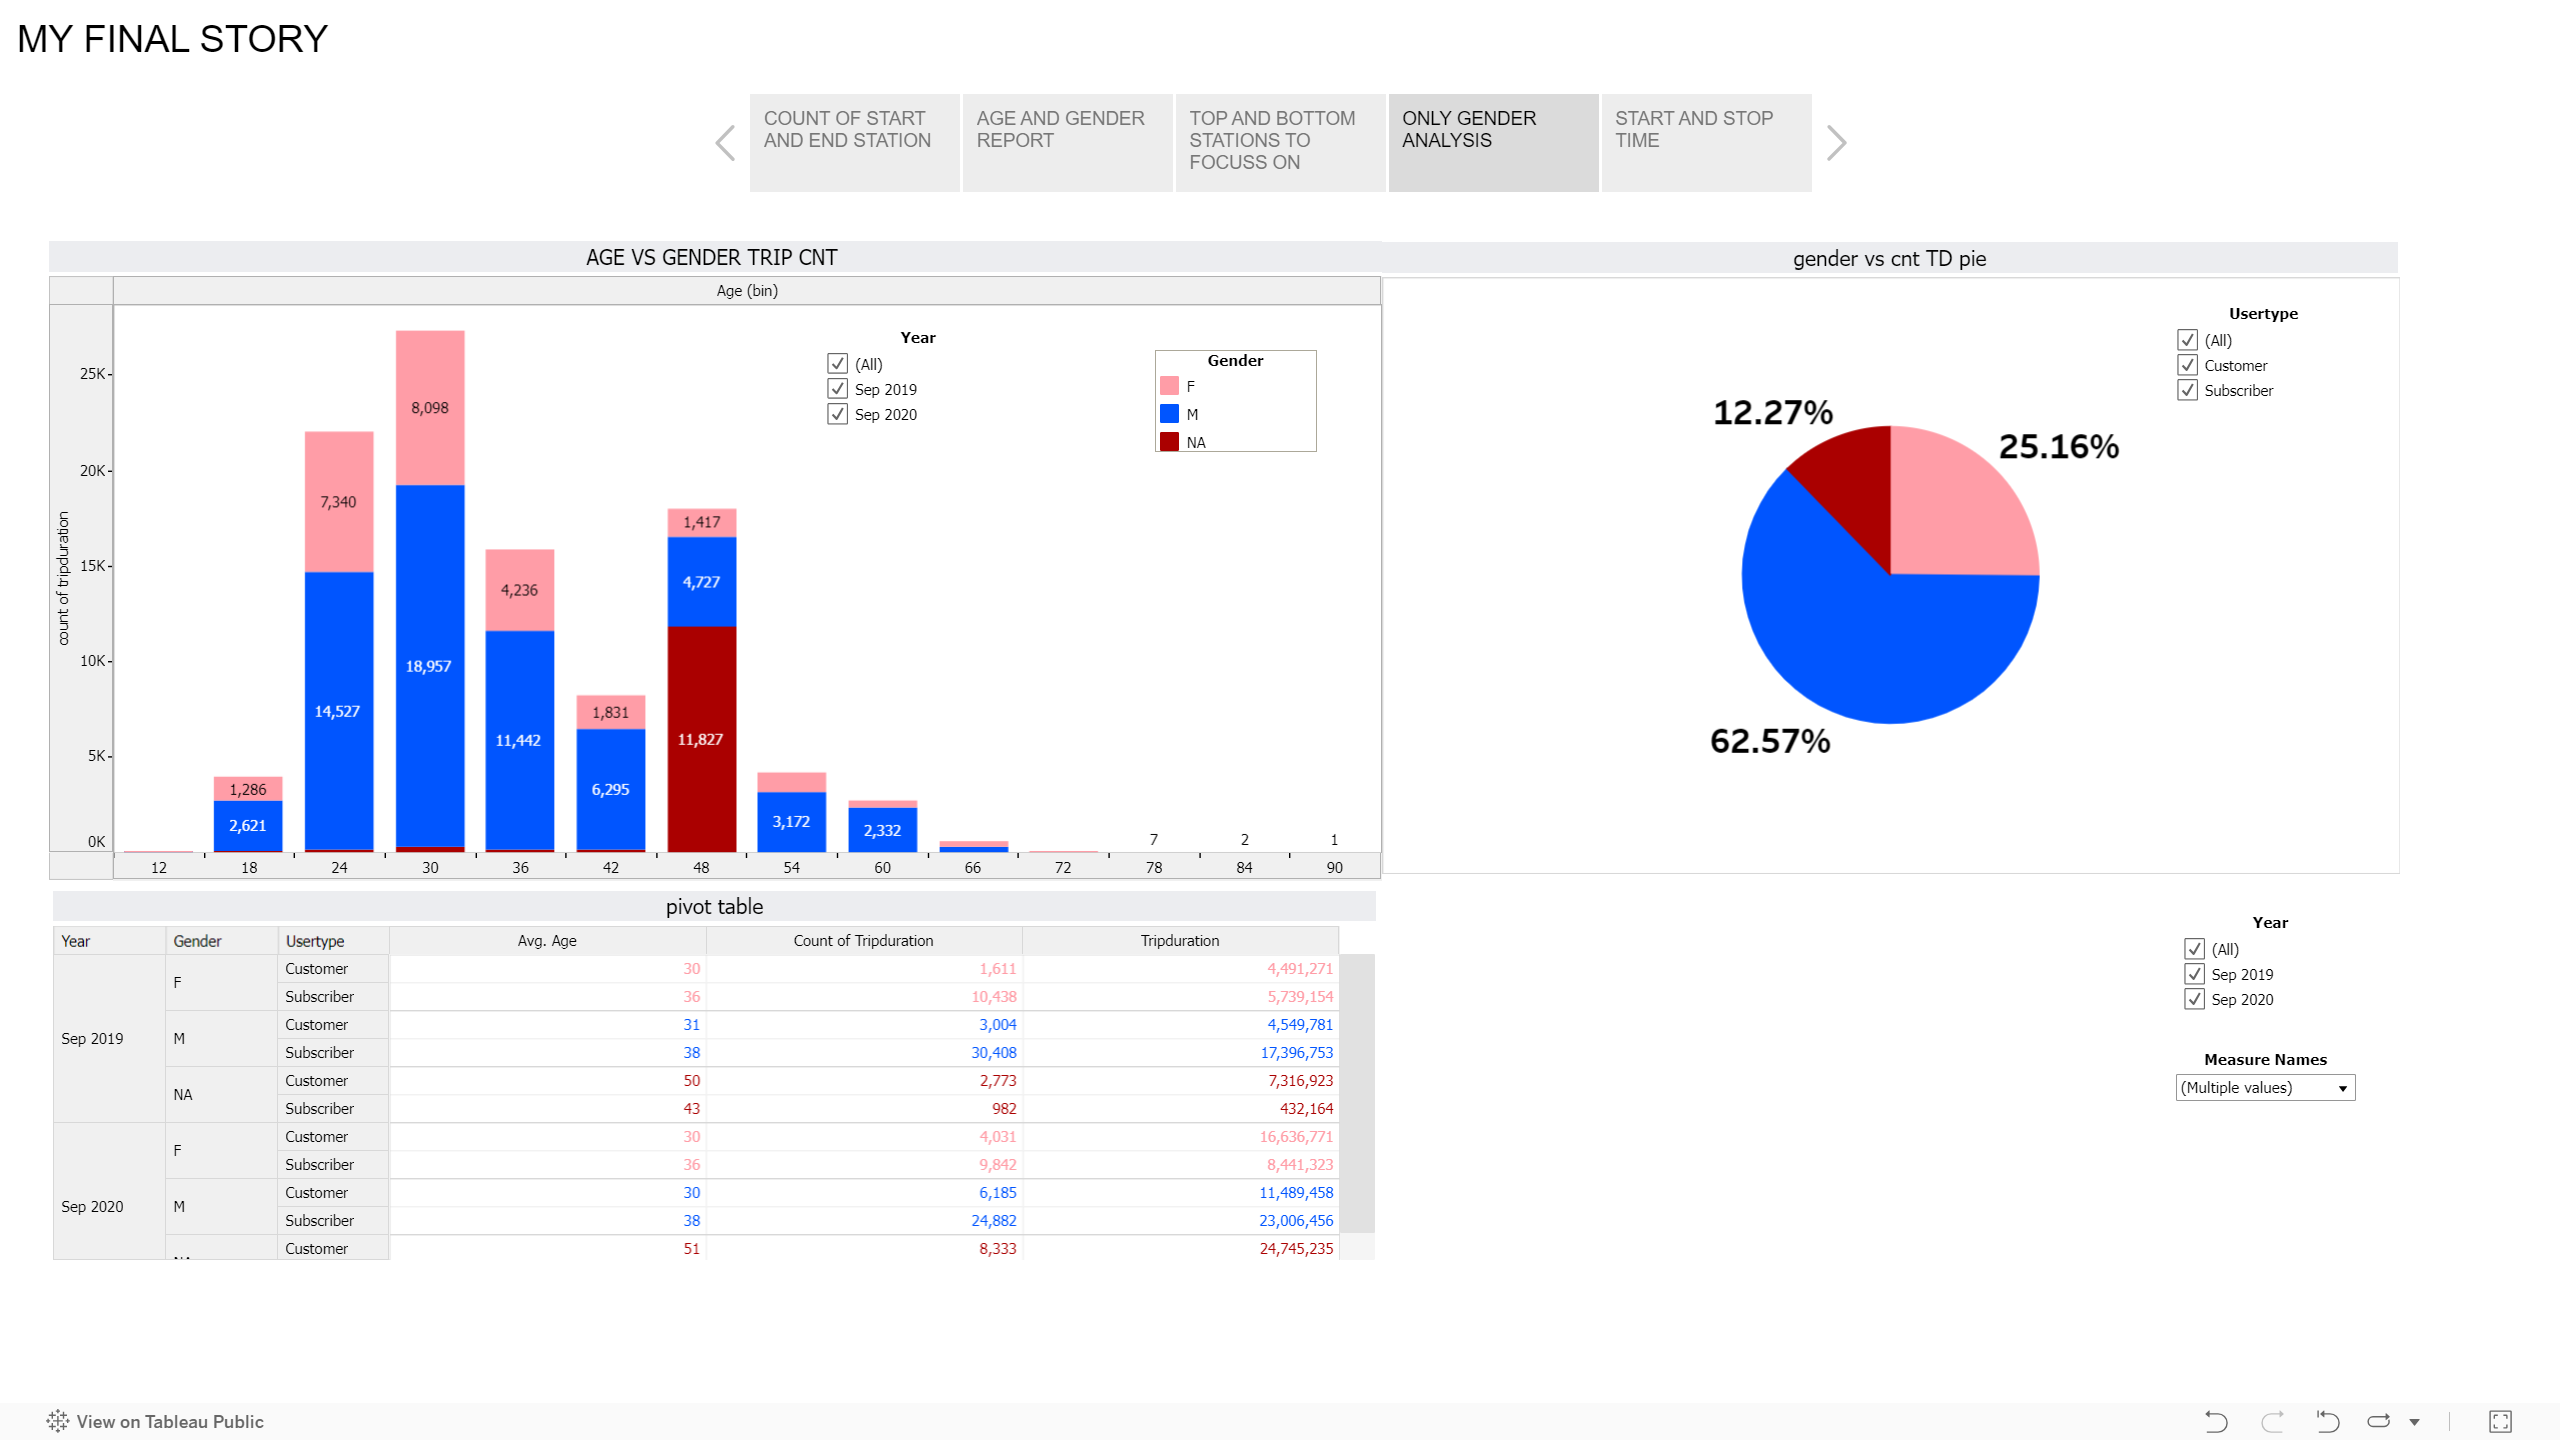 MY FINAL STORY
COUNT OF START
AND END STATION
AGE AND GENDER
REPORT
TOP AND BOTTOM
STATIONS TO
FOCUSS ON
ONLY GENDER
ANALYSIS
START AND STOP
TIME
AGE VS GENDER TRIP CNT
Age (bin)
count of tripduration
25K
20K
15K
10K
5K
0K
1,286
2,621
7,340
14,527
8,098
18,957
4,236
11,442
1,831
6,295
1,417
4,727
11,827
3,172
2,332
7
2
1
12 18 24 30 36 42 48 54 60 66 72 78 84 90
Year
(All)
Sep 2019
Sep 2020
Gender
F
M
NA
gender vs cnt TD pie
Usertype
(All)
Customer
Subscriber
12.27%
25.16%
62.57%
pivot table
Year Gender Usertype Avg. Age Count of Tripduration Tripduration
Sep 2019 F Customer 30 1,611 4,491,271
Subscriber 36 10,438 5,739,154
M Customer 31 3,004 4,549,781
Subscriber 38 30,408 17,396,753
NA Customer 50 2,773 7,316,923
Subscriber 43 982 432,164
Sep 2020 F Customer 30 4,031 16,636,771
Subscriber 36 9,842 8,441,323
M Customer 30 6,185 11,489,458
Subscriber 38 24,882 23,006,456
Customer 51 8,333 24,745,235
Year
(All)
Sep 2019
Sep 2020
Measure Names
(Multiple values)
View on Tableau Public